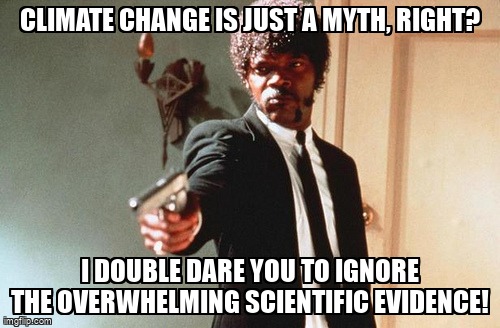 CLIMATE CHANGE IS JUST A MYTH, RIGHT?
I DOUBLE DARE YOU TO IGNORE
THE OVERWHELMING SCIENTIFIC EVIDENCE!
imgflip.com